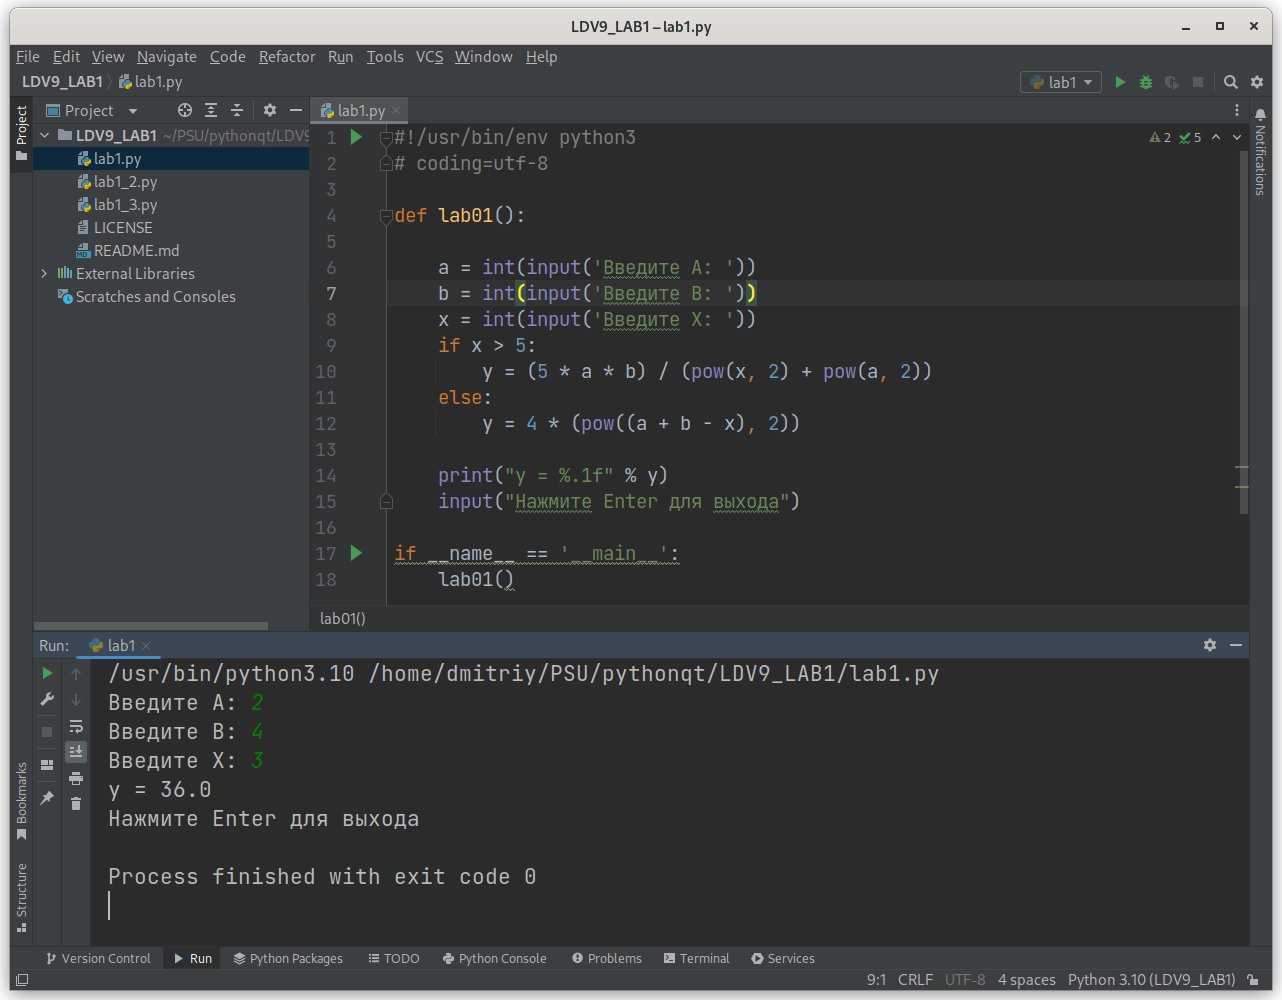 LDV9_LAB1 – lab1.py
File Edit View Navigate Code Refactor Run Tools VCS Window Help
LDV9_LAB1 lab1.py
lab1
Project
Project
LDV9_LAB1 ~/PSU/pythonqt/LDV9
lab1.py
lab1_2.py
lab1_3.py
LICENSE
README.md
External Libraries
Scratches and Consoles
lab1.py
2 5
Notifications
1 #!/usr/bin/env python3
2 # coding=utf-8
3
4 def lab01():
5
6 a = int(input('Введите A: '))
7 b = int(input('Введите B: '))
8 x = int(input('Введите X: '))
9 if x > 5:
10 y = (5 * a * b) / (pow(x, 2) + pow(a, 2))
11 else:
12 y = 4 * (pow((a + b - x), 2))
13
14 print("y = %.1f" % y)
15 input("Нажмите Enter для выхода")
16
17 if __name__ == '__main__':
18 lab01()
lab01()
Run: lab1
/usr/bin/python3.10 /home/dmitriy/PSU/pythonqt/LDV9_LAB1/lab1.py
Введите A: 2
Введите B: 4
Введите X: 3
y = 36.0
Нажмите Enter для выхода
Process finished with exit code 0
Bookmarks
Structure
Version Control Run Python Packages TODO Python Console Problems Terminal Services
9:1 CRLF UTF-8 4 spaces Python 3.10 (LDV9_LAB1)